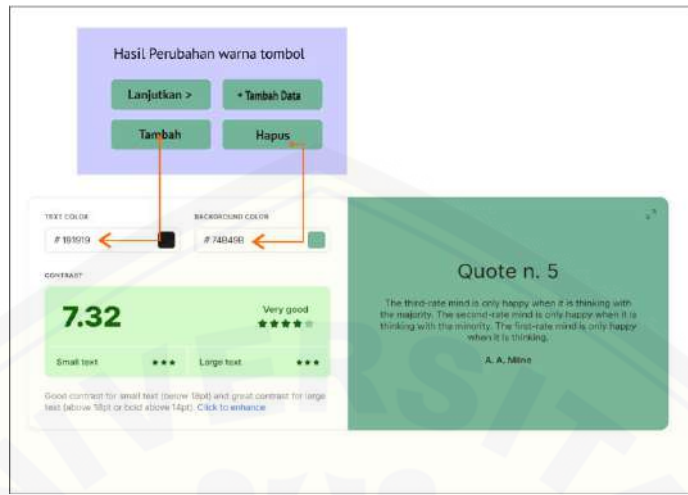 Hasil Perubahan warna tombol
Lanjutkan >
+ Tambah Data
Tambah
Hapus
TEXT COLOR
BACKGROUND COLOR
# 191919
# 74B49B
CONTRAST
7.32
Very good
Small text
Large text
Good contrast for small text (below 18pt) and great contrast for large
text (above 18pt or bold above 14pt). Click to enhance
Quote n. 5
The third-rate mind is only happy when it is thinking with
the majority. The second-rate mind is only happy when it is
thinking with the minority. The first-rate mind is only happy
when it is thinking.
A. A. Milne